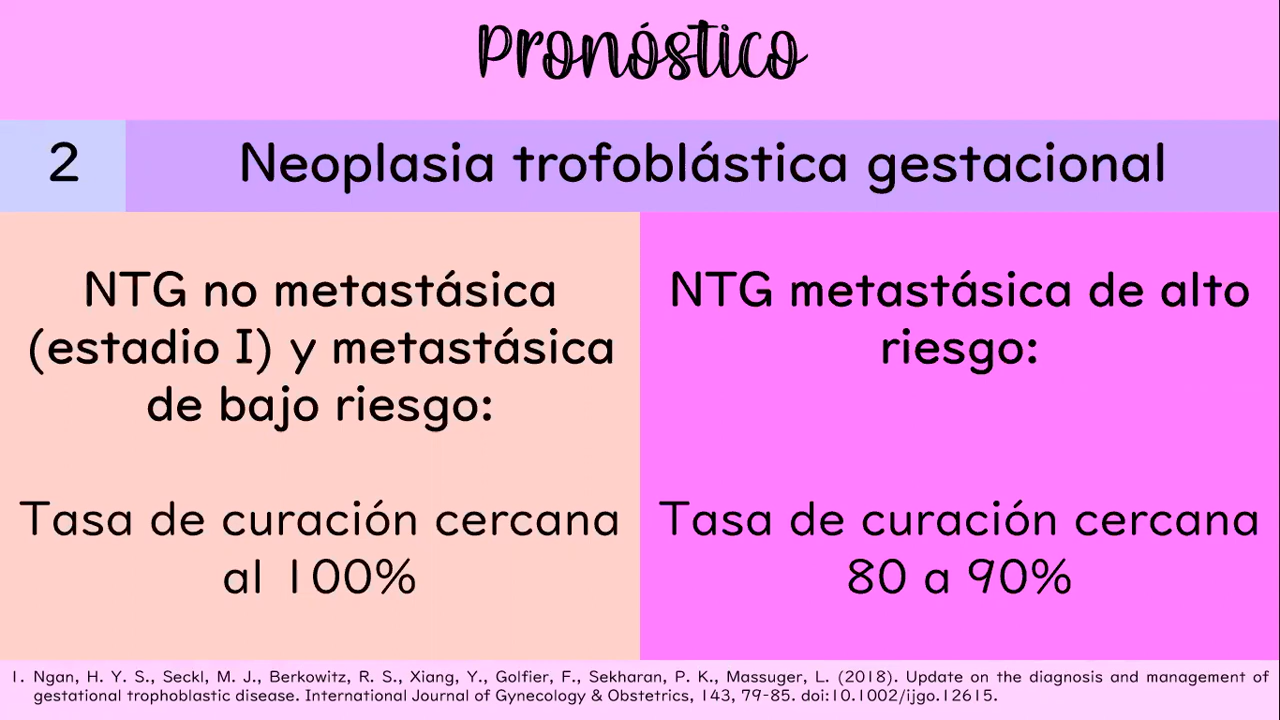 Pronóstico
2 Neoplasia trofoblástica gestacional
NTG no metastásica
(estadio I) y metastásica
de bajo riesgo:
Tasa de curación cercana
al 100%
NTG metastásica de alto
riesgo:
Tasa de curación cercana
80 a 90%
1. Ngan, H. Y. S., Seckl, M. J., Berkowitz, R. S., Xiang, Y., Golfier, F., Sekharan, P. K., Massuger, L. (2018). Update on the diagnosis and management of
gestational trophoblastic disease. International Journal of Gynecology & Obstetrics, 143, 79-85. doi:10.1002/ijgo.12615.